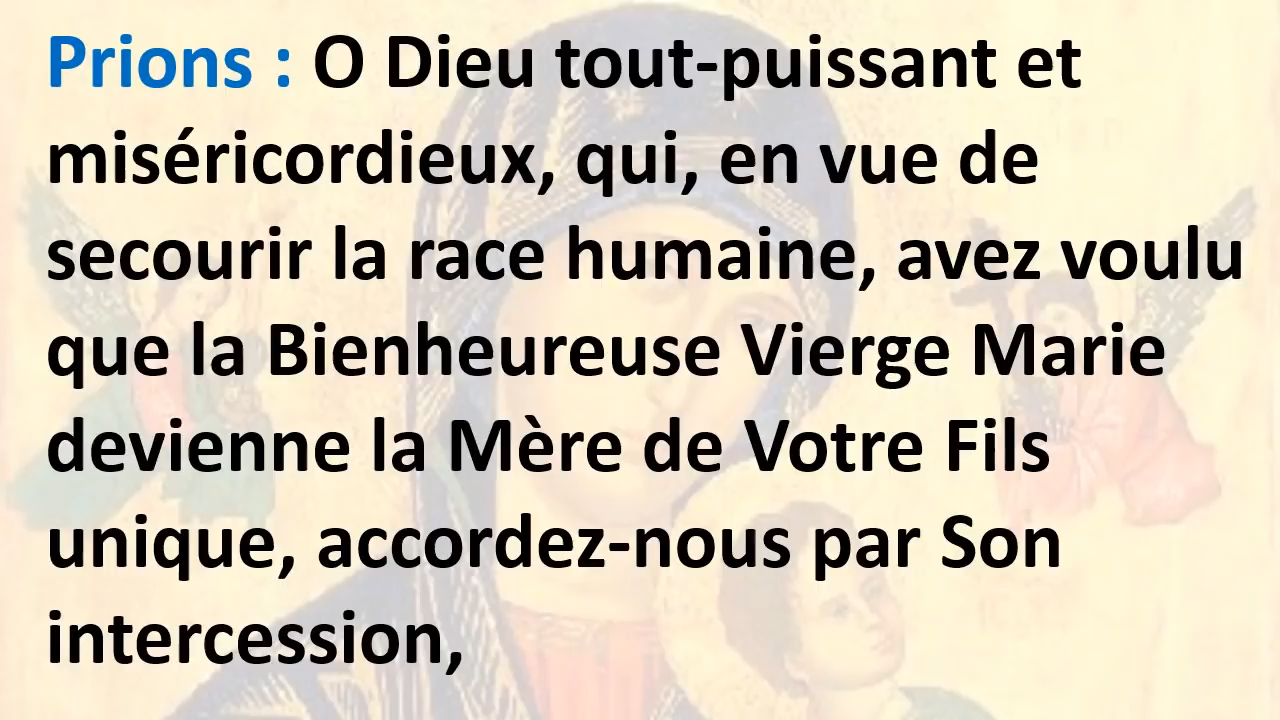 Prions : O Dieu tout-puissant et
miséricordieux, qui, en vue de
secourir la race humaine, avez voulu
que la Bienheureuse Vierge Marie
devienne la Mère de Votre Fils
unique, accordez-nous par Son
intercession,